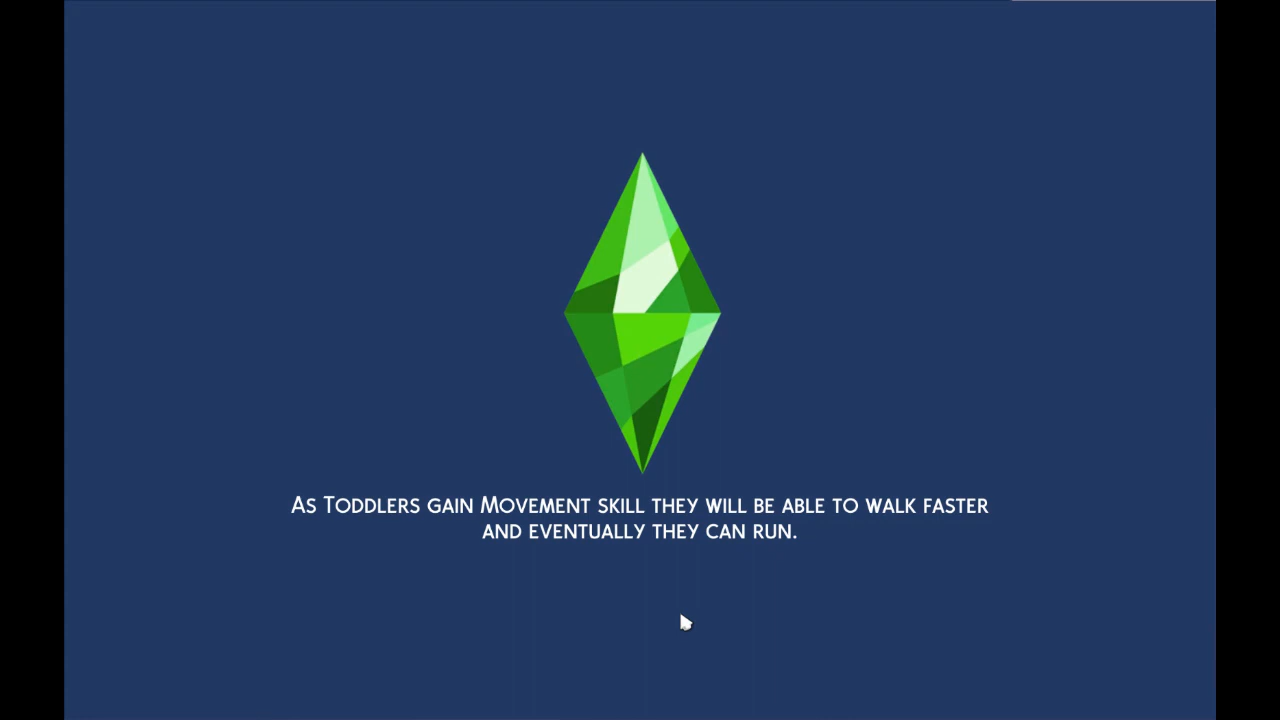 As Toddlers gain Movement skill they will be able to walk faster
and eventually they can run.